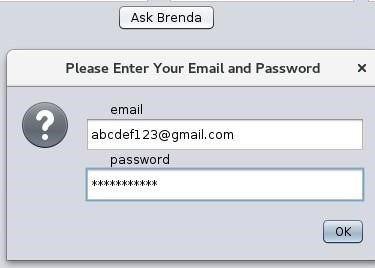 Ask Brenda
Please Enter Your Email and Password ×
?
email
abcdef123@gmail.com
password
***********
OK